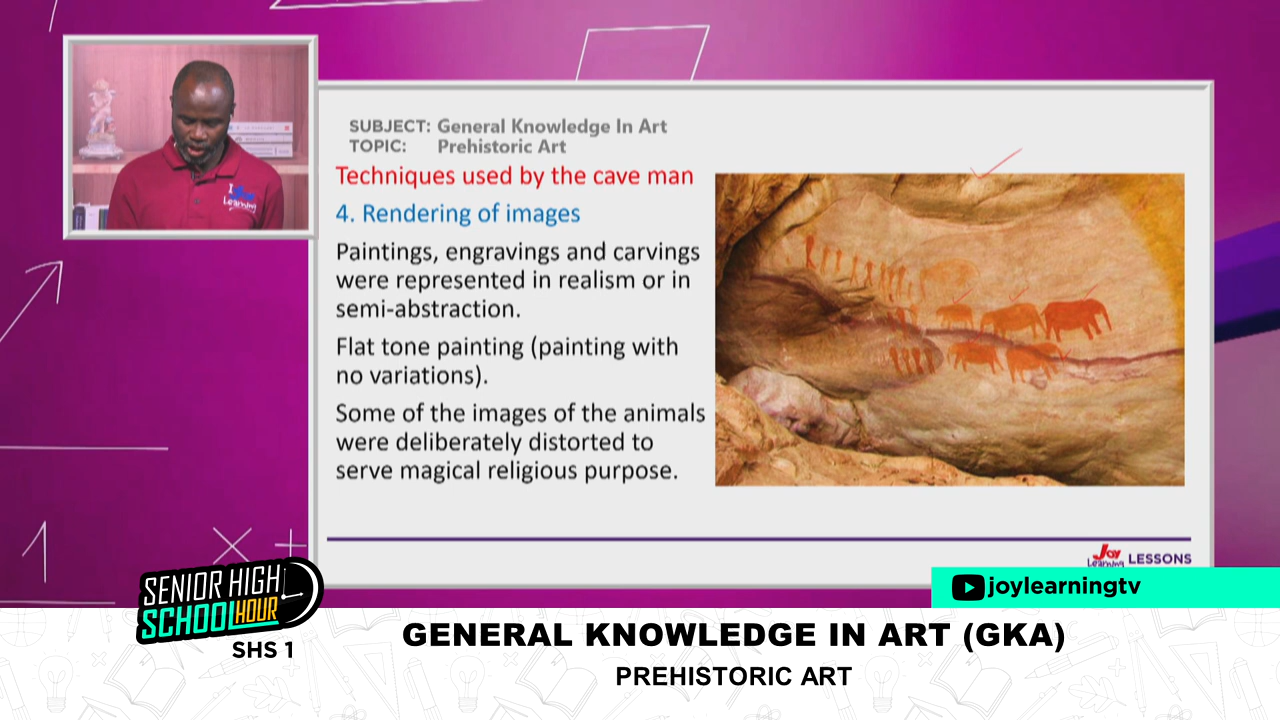 I
Learning
SUBJECT: General Knowledge In Art
TOPIC: Prehistoric Art
Techniques used by the cave man
4. Rendering of images
Paintings, engravings and carvings
were represented in realism or in
semi-abstraction.
Flat tone painting (painting with
no variations).
Some of the images of the animals
were deliberately distorted to
serve magical religious purpose.
Joy
Learning LESSONS
joylearningtv
SENIOR HIGH
SCHOOL HOUR
SHS 1
GENERAL KNOWLEDGE IN ART (GKA)
PREHISTORIC ART